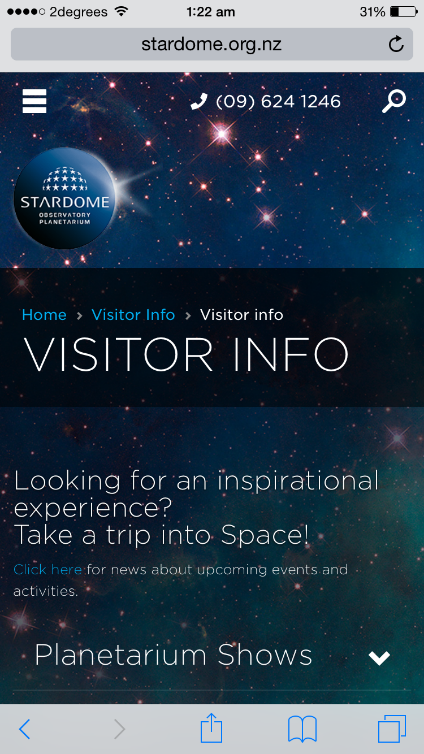 2degrees 1:22 am 31%
stardome.org.nz
(09) 624 1246
STARDOME
OBSERVATORY
PLANETARIUM
Home > Visitor Info > Visitor info
VISITOR INFO
Looking for an inspirational
experience?
Take a trip into Space!
Click here for news about upcoming events and
activities.
Planetarium Shows